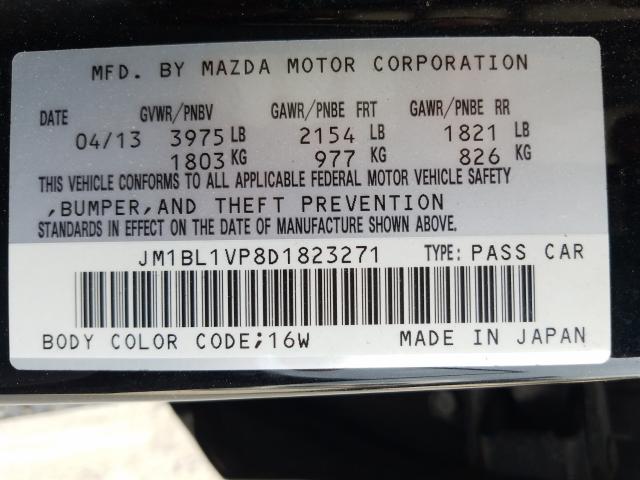 MFD. BY MAZDA MOTOR CORPORATION
DATE GVWR/PNBV GAWR/PNBE FRT GAWR/PNBE RR
04/13 3975 LB 2154 LB 1821 LB
1803 KG 977 KG 826 KG
THIS VEHICLE CONFORMS TO ALL APPLICABLE FEDERAL MOTOR VEHICLE SAFETY
,BUMPER,AND THEFT PREVENTION
STANDARDS IN EFFECT ON THE DATE OF MANUFACTURE SHOWN ABOVE.
JM1BL1VP8D1823271 TYPE: PASS CAR
BODY COLOR CODE;16W MADE IN JAPAN